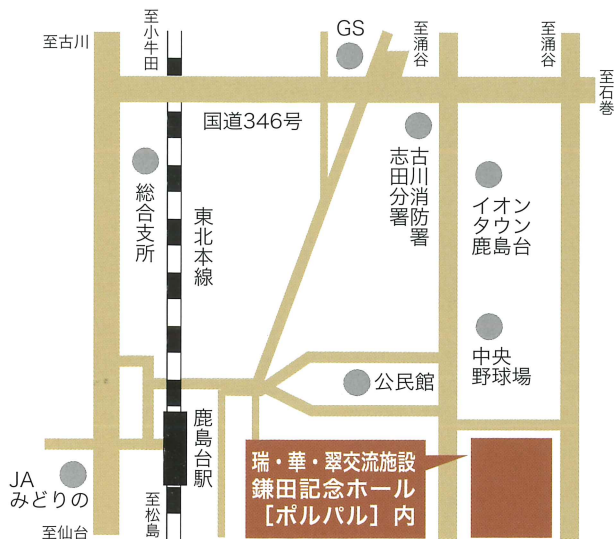 至古川
至小牛田
GS
至涌谷
至涌谷
至石巻
国道346号
総合支所
東北本線
古川消防署
志田分署
イオン
タウン
鹿島台
中央
野球場
公民館
鹿島台駅
瑞・華・翠交流施設
鎌田記念ホール
［ポルパル］内
JA
みどりの
至仙台
至松島